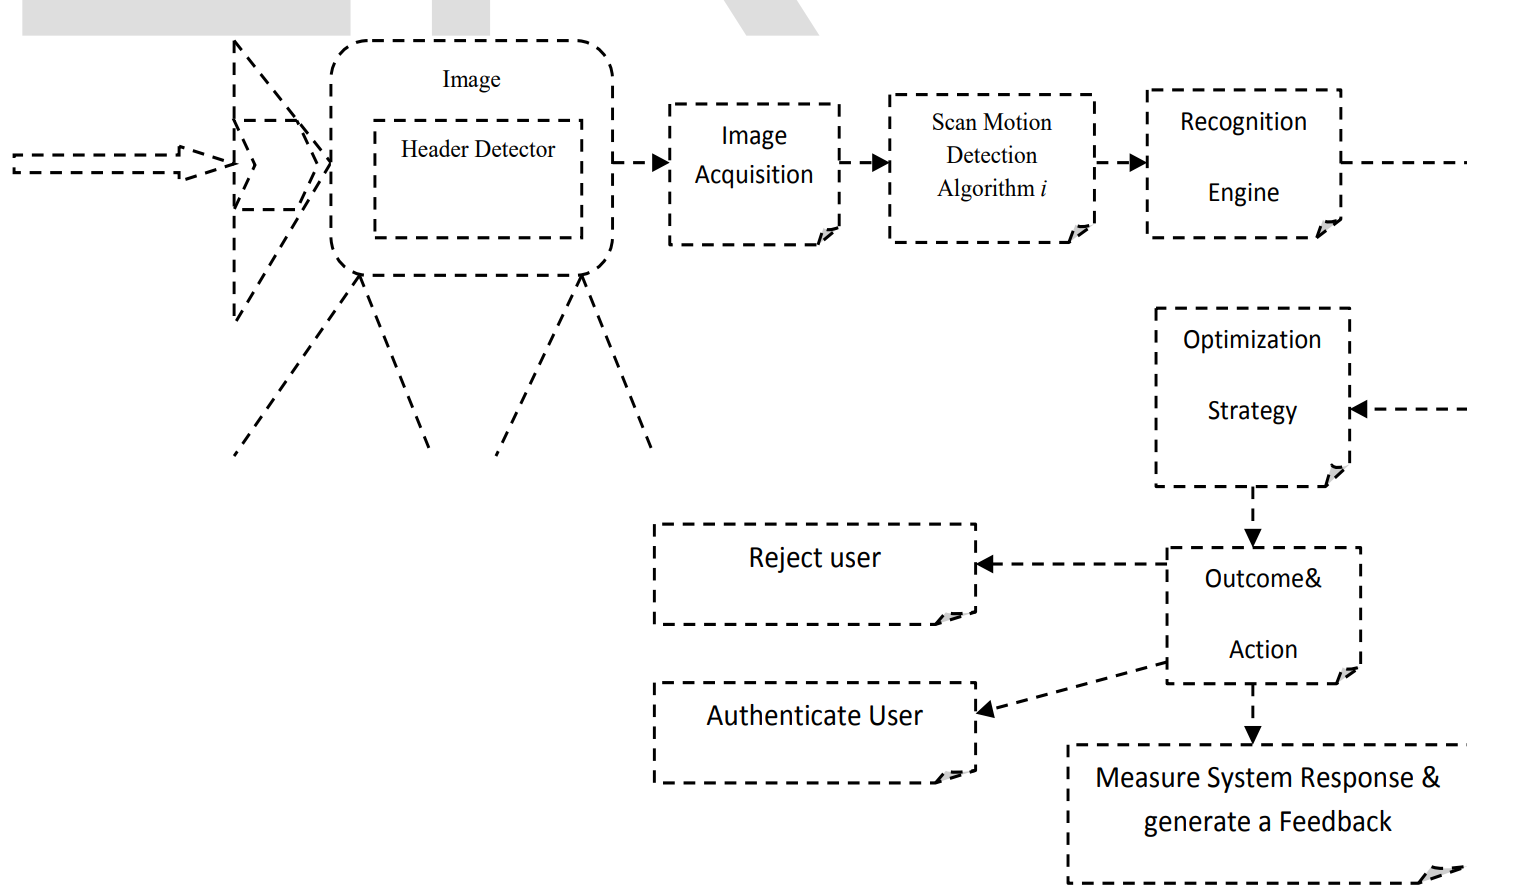 Image
Header Detector
Image
Acquisition
Scan Motion
Detection
Algorithm i
Recognition
Engine
Optimization
Strategy
Reject user
Outcome&
Action
Authenticate User
Measure System Response &
generate a Feedback